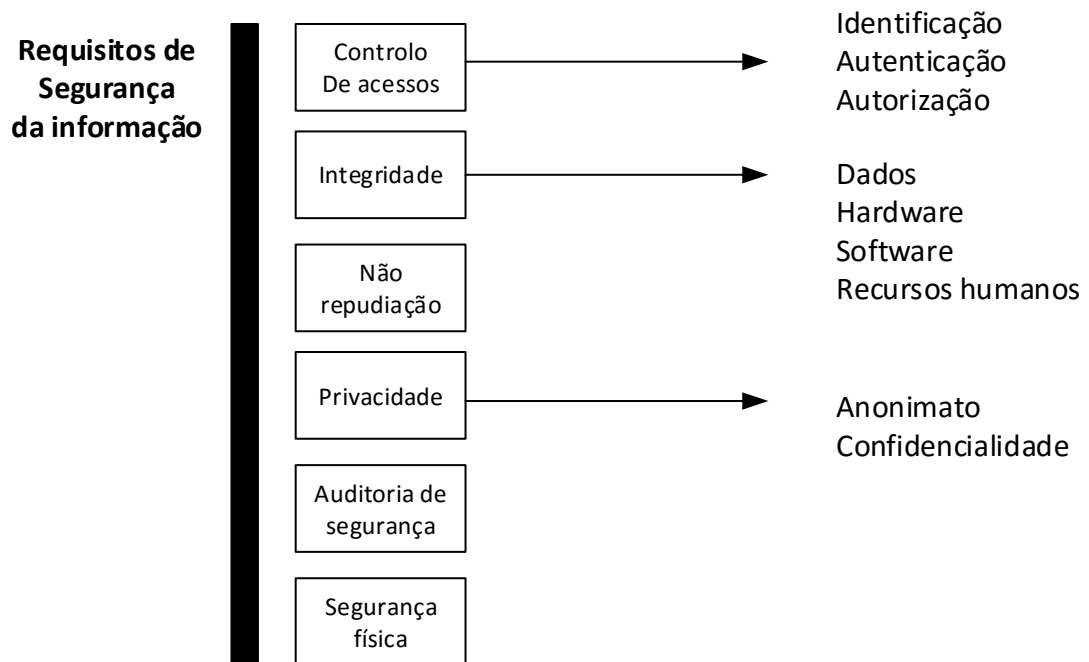 Requisitos de
Segurança
da informação
Controlo
De acessos
Identificação
Autenticação
Autorização
Integridade
Dados
Hardware
Software
Recursos humanos
Não
repudiação
Privacidade
Anonimato
Confidencialidade
Auditoria de
segurança
Segurança
física